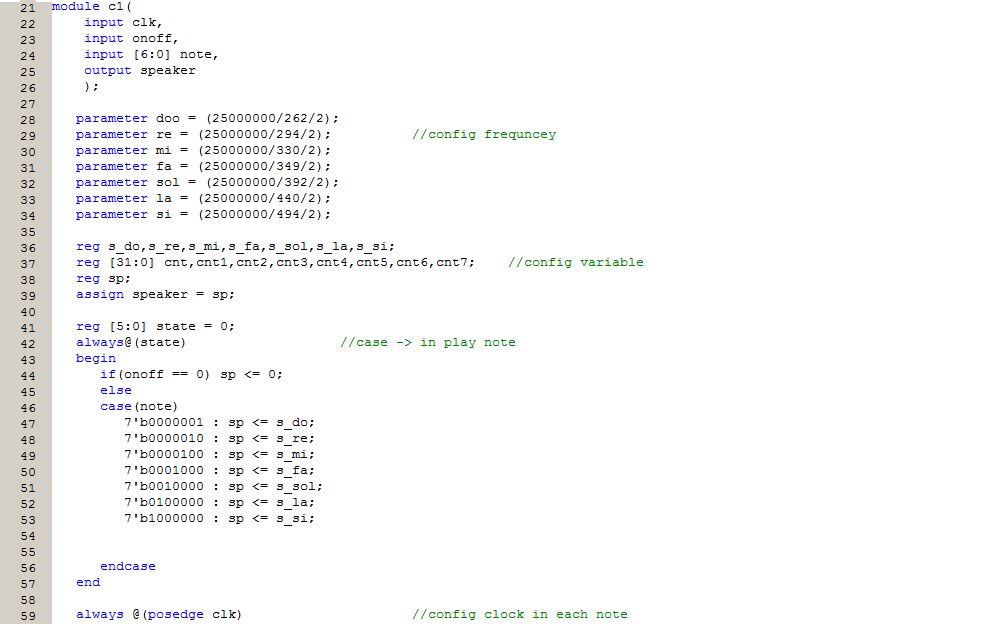 21 module c1(
22 input clk,
23 input onoff,
24 input [6:0] note,
25 output speaker
26 );
27
28 parameter doo = (25000000/262/2);
29 parameter re = (25000000/294/2); //config frequncey
30 parameter mi = (25000000/330/2);
31 parameter fa = (25000000/349/2);
32 parameter sol = (25000000/392/2);
33 parameter la = (25000000/440/2);
34 parameter si = (25000000/494/2);
35
36 reg s_do,s_re,s_mi,s_fa,s_sol,s_la,s_si;
37 reg [31:0] cnt,cnt1,cnt2,cnt3,cnt4,cnt5,cnt6,cnt7; //config variable
38 reg sp;
39 assign speaker = sp;
40
41 reg [5:0] state = 0;
42 always@(state) //case -> in play note
43 begin
44 if(onoff == 0) sp <= 0;
45 else
46 case(note)
47 7'b0000001 : sp <= s_do;
48 7'b0000010 : sp <= s_re;
49 7'b0000100 : sp <= s_mi;
50 7'b0001000 : sp <= s_fa;
51 7'b0010000 : sp <= s_sol;
52 7'b0100000 : sp <= s_la;
53 7'b1000000 : sp <= s_si;
54
55
56 endcase
57 end
58
59 always @(posedge clk) //config clock in each note